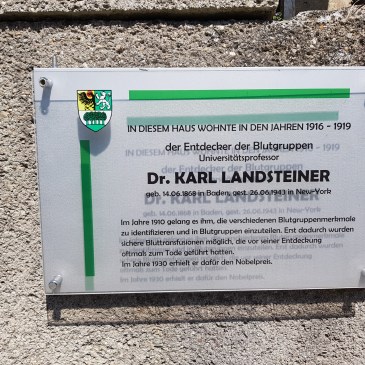 IN DIESEM HAUS WOHNTE IN DEN JAHREN 1916 - 1919
der Entdecker der Blutgruppen
Universitätsprofessor
Dr. KARL LANDSTEINER
geb. 14.06.1868 in Baden, gest. 26.06.1943 in New-York
Im Jahre 1910 gelang es ihm, die verschiedenen Blutgruppenmerkmale
zu identifizieren und in Blutgruppen einzuteilen. Erst dadurch wurden
sichere Bluttransfusionen möglich, die vor seiner Entdeckung
oftmals zum Tode geführt hatten.
Im Jahre 1930 erhielt er dafür den Nobelpreis.